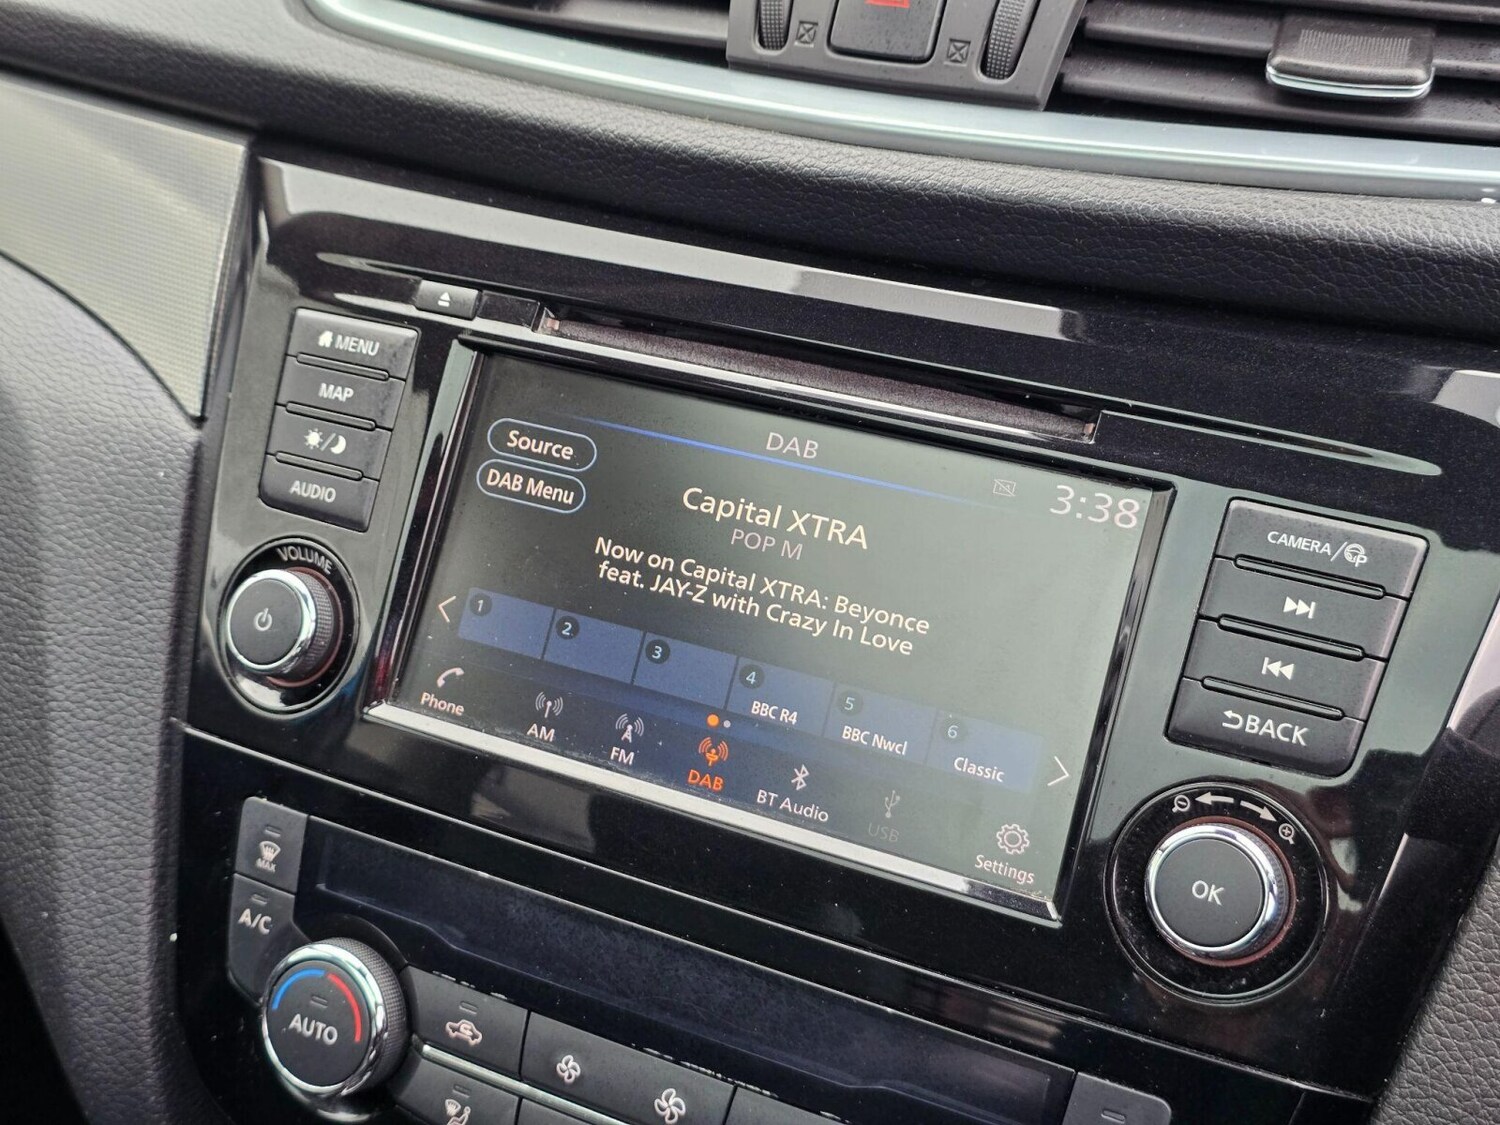 MENU
MAP
AUDIO
VOLUME
Source
DAB Menu
DAB
3:38
Capital XTRA
POP M
Now on Capital XTRA: Beyonce
feat. JAY-Z with Crazy In Love
1
2
3
4
BBC R4
5
BBC Nwcl
6
Classic
Phone
AM
FM
DAB
BT Audio
USB
Settings
CAMERA/P
BACK
OK
MAX
A/C
AUTO